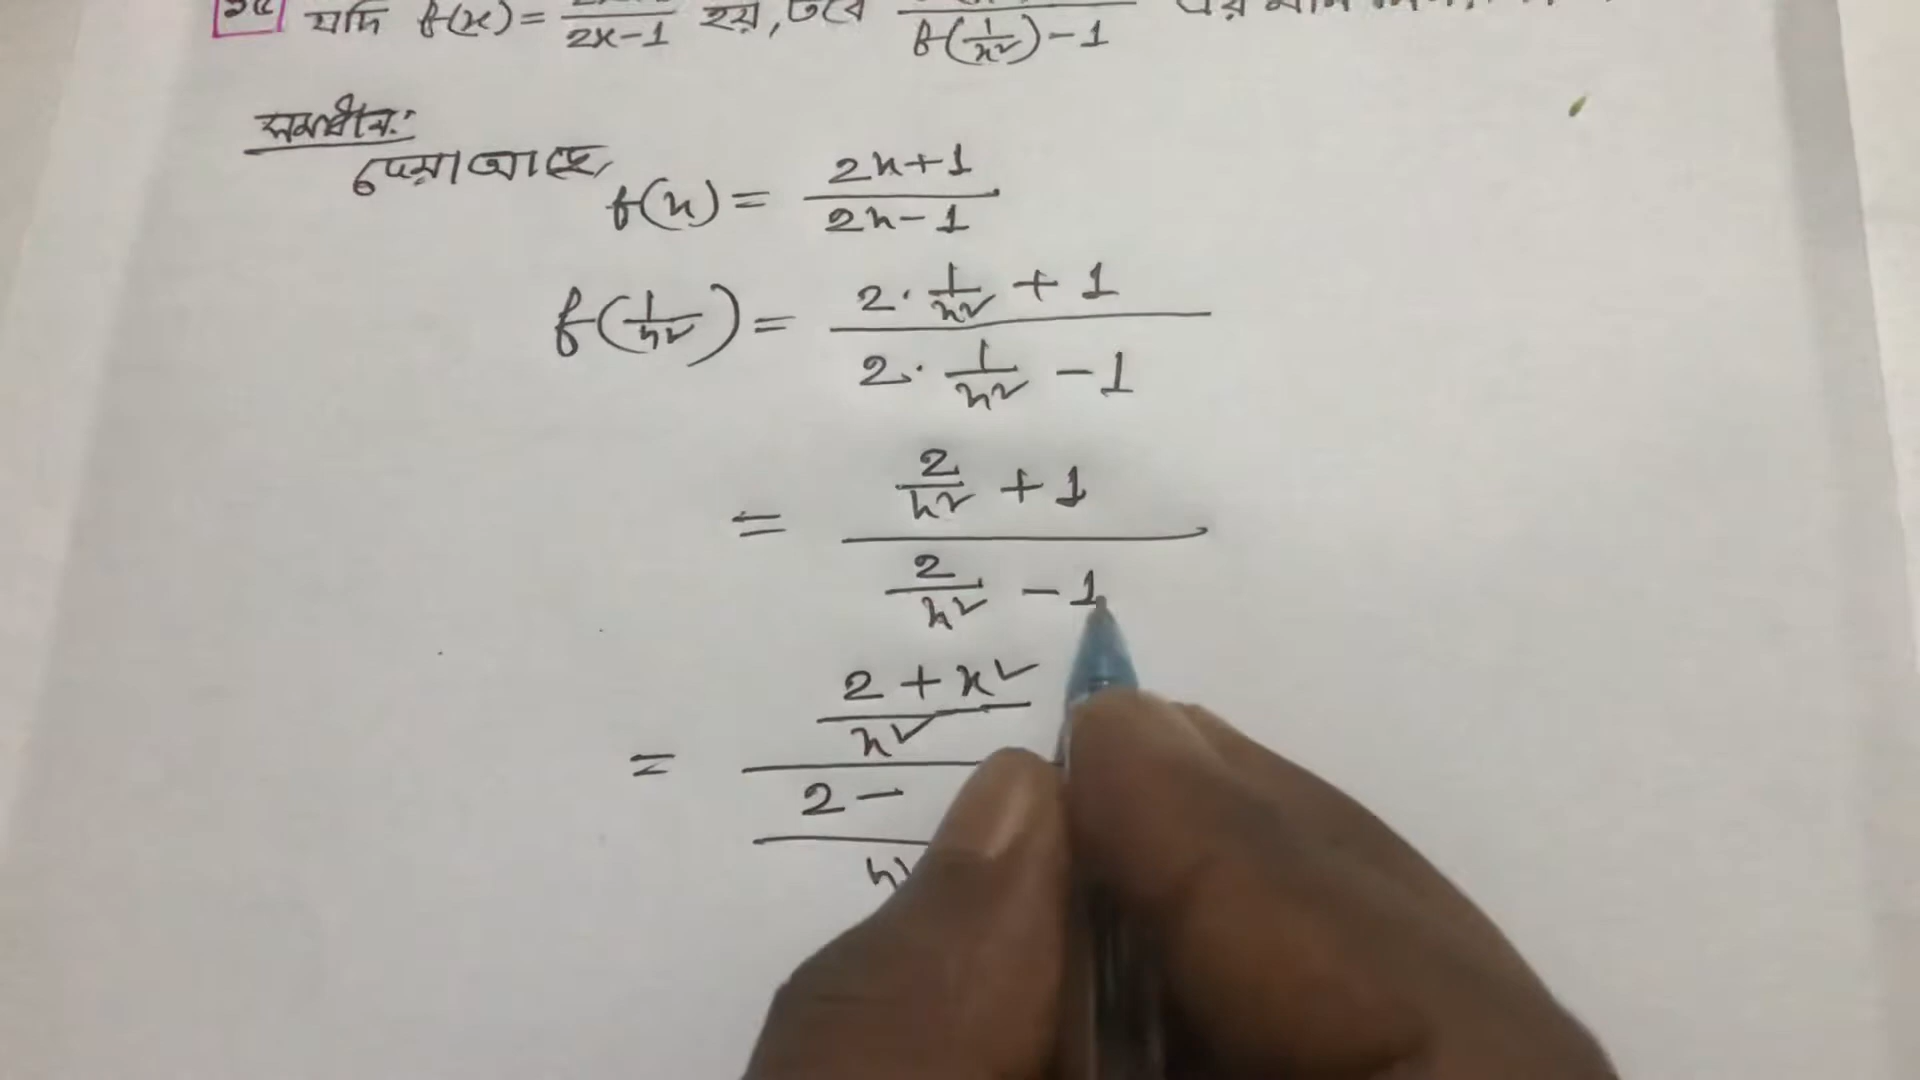 যদি f(x) = 2x-1 হয়, তবে f(1/x²) - 1 এর মান
সমাধান:
দেয়া আছে,
f(x) = (2x+1)/(2x-1)
f(1/x²) = (2·1/x² + 1)/(2·1/x² - 1)
= (2/x² + 1)/(2/x² - 1)
= ((2+x²)/x²)/((2-)/x)